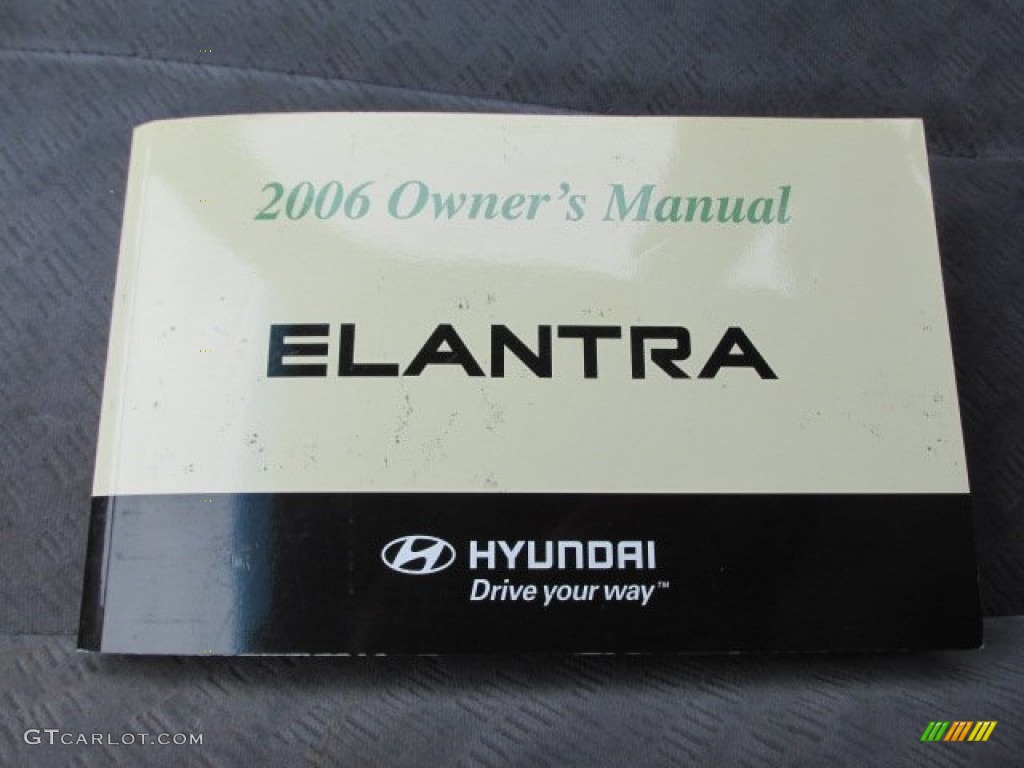 2006 Owner's Manual
ELANTRA
HYUNDAI
Drive your way™
GTCARLOT.COM